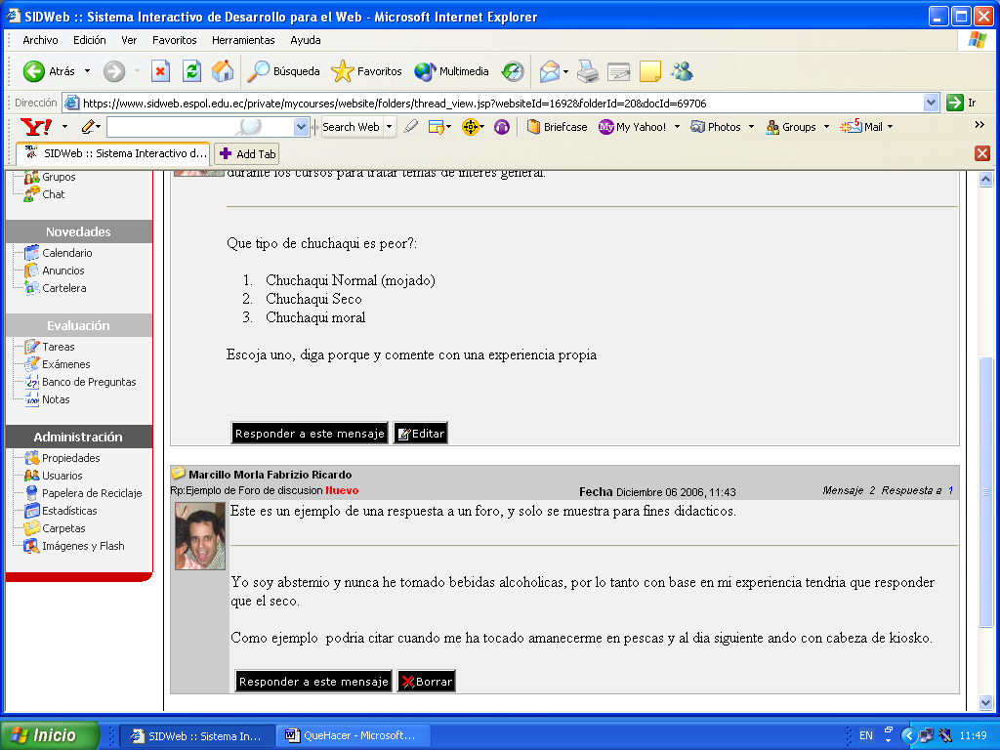 SIDWeb :: Sistema Interactivo de Desarrollo para el Web - Microsoft Internet Explorer
Archivo Edición Ver Favoritos Herramientas Ayuda
Atrás Búsqueda Favoritos Multimedia
Dirección https://www.sidweb.espol.edu.ec/private/mycourses/website/folders/thread_view.jsp?websiteId=1692&folderId=20&docId=69706 Ir
Y! Search Web Briefcase My Yahoo! Photos Groups 5 Mail »
SIDWeb :: Sistema Interactivo d... Add Tab
Grupos
Chat
Novedades
Calendario
Anuncios
Cartelera
Evaluación
Tareas
Exámenes
Banco de Preguntas
Notas
Administración
Propiedades
Usuarios
Papelera de Reciclaje
Estadísticas
Carpetas
Imágenes y Flash
durante los cursos para tratar temas de interes general.
Que tipo de chuchaqui es peor?:
1. Chuchaqui Normal (mojado)
2. Chuchaqui Seco
3. Chuchaqui moral
Escoja uno, diga porque y comente con una experiencia propia
Responder a este mensaje Editar
Marcillo Morla Fabrizio Ricardo
Rp:Ejemplo de Foro de discusion Nuevo Fecha Diciembre 06 2006, 11:43 Mensaje 2 Respuesta a 1
Este es un ejemplo de una respuesta a un foro, y solo se muestra para fines didacticos.
Yo soy abstemio y nunca he tomado bebidas alcoholicas, por lo tanto con base en mi experiencia tendria que responder
que el seco.
Como ejemplo podria citar cuando me ha tocado amanecerme en pescas y al dia siguiente ando con cabeza de kiosko.
Responder a este mensaje Borrar
Inicio SIDWeb :: Sistema In... QueHacer - Microsoft... EN 11:49